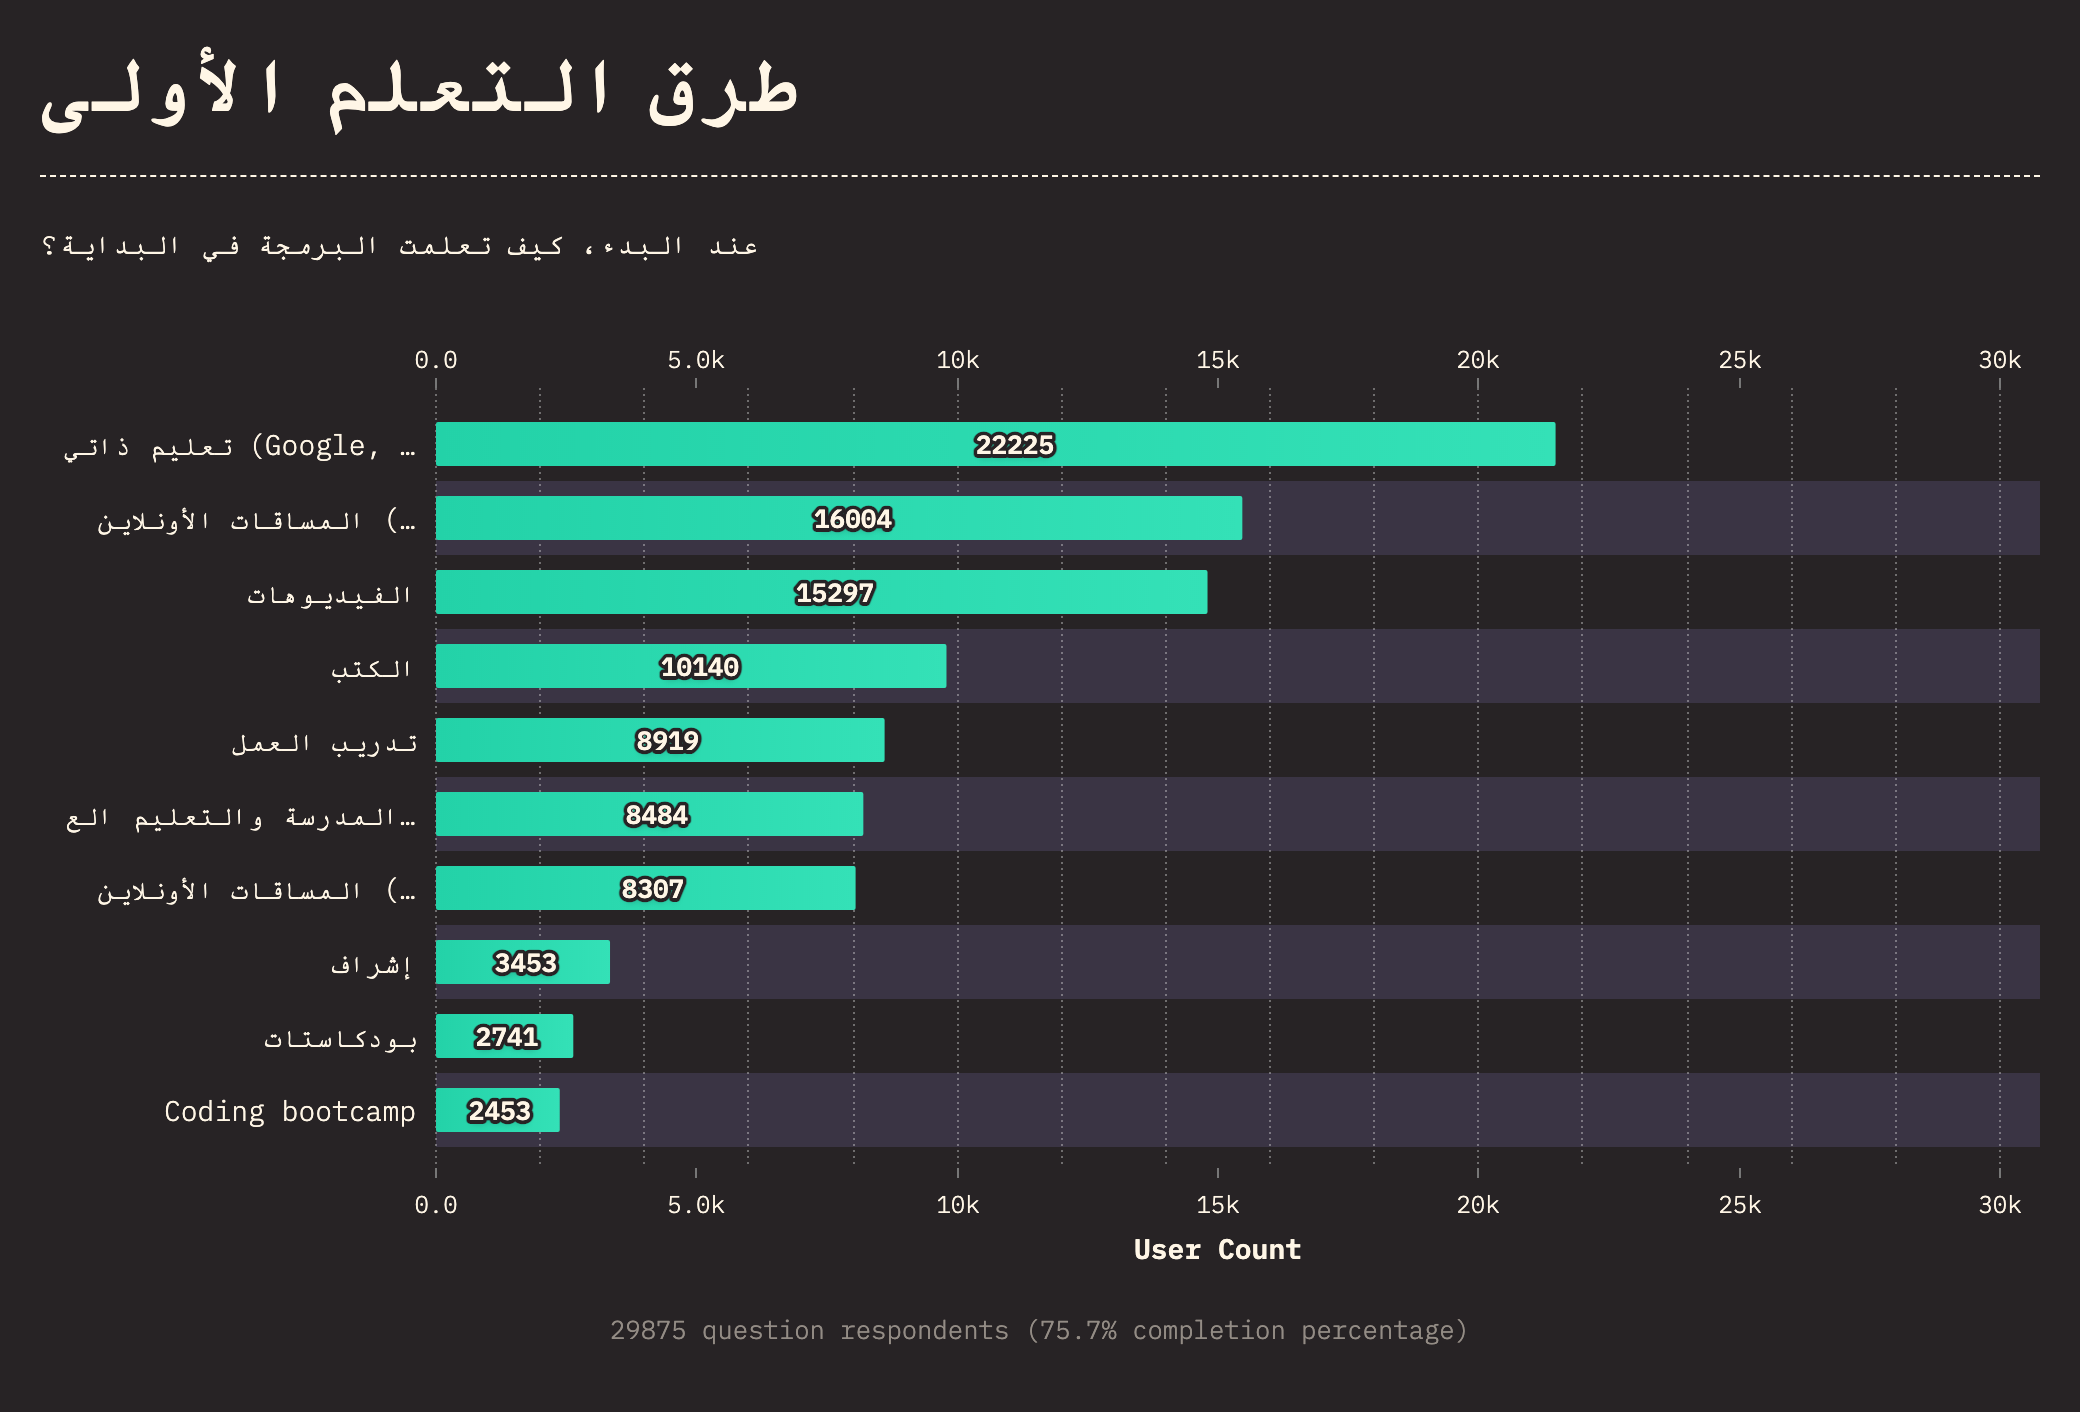 طرق التعلم الأولى
عند البدء، كيف تعلمت البرمجة في البداية؟
0.0 5.0k 10k 15k 20k 25k 30k
تعليم ذاتي (Google, … 22225
المساقات الأونلاين (… 16004
الفيديوهات 15297
الكتب 10140
تدريب العمل 8919
المدرسة والتعليم الع… 8484
المساقات الأونلاين (… 8307
إشراف 3453
بودكاستات 2741
Coding bootcamp 2453
0.0 5.0k 10k 15k 20k 25k 30k
User Count
29875 question respondents (75.7% completion percentage)